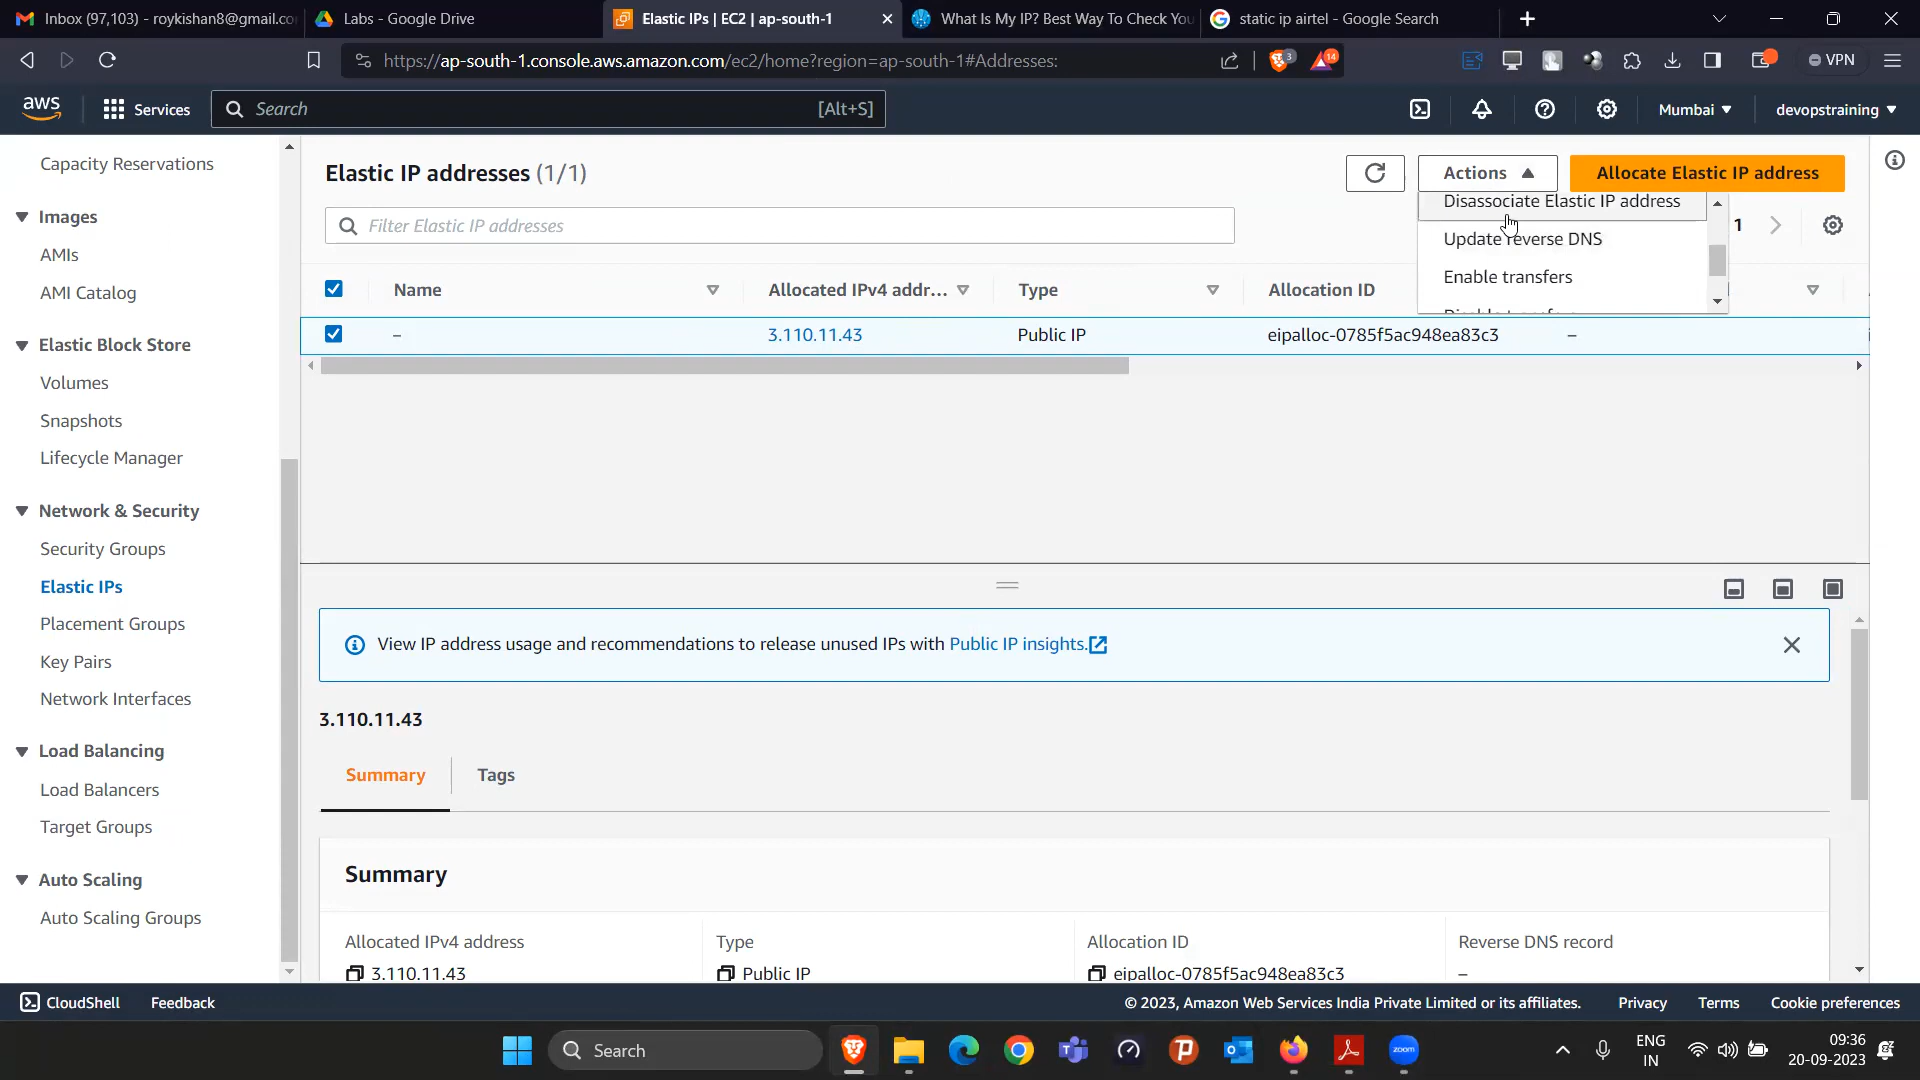 Inbox (97,103) - roykishan8@gmail.co
Labs - Google Drive
Elastic IPs | EC2 | ap-south-1
What Is My IP? Best Way To Check You
static ip airtel - Google Search
https://ap-south-1.console.aws.amazon.com/ec2/home?region=ap-south-1#Addresses:
3
14
VPN
aws
Services
Search
[Alt+S]
Mumbai
devopstraining
Capacity Reservations
Images
AMIs
AMI Catalog
Elastic Block Store
Volumes
Snapshots
Lifecycle Manager
Network & Security
Security Groups
Elastic IPs
Placement Groups
Key Pairs
Network Interfaces
Load Balancing
Load Balancers
Target Groups
Auto Scaling
Auto Scaling Groups
Elastic IP addresses (1/1)
Actions
Allocate Elastic IP address
Filter Elastic IP addresses
1
Disassociate Elastic IP address
Update reverse DNS
Enable transfers
Name
Allocated IPv4 addr...
Type
Allocation ID
–
3.110.11.43
Public IP
eipalloc-0785f5ac948ea83c3
–
View IP address usage and recommendations to release unused IPs with Public IP insights.
3.110.11.43
Summary
Tags
Summary
Allocated IPv4 address
Type
Allocation ID
Reverse DNS record
3.110.11.43
Public IP
eipalloc-0785f5ac948ea83c3
–
CloudShell
Feedback
© 2023, Amazon Web Services India Private Limited or its affiliates.
Privacy
Terms
Cookie preferences
Search
zoom
ENG
IN
09:36
20-09-2023